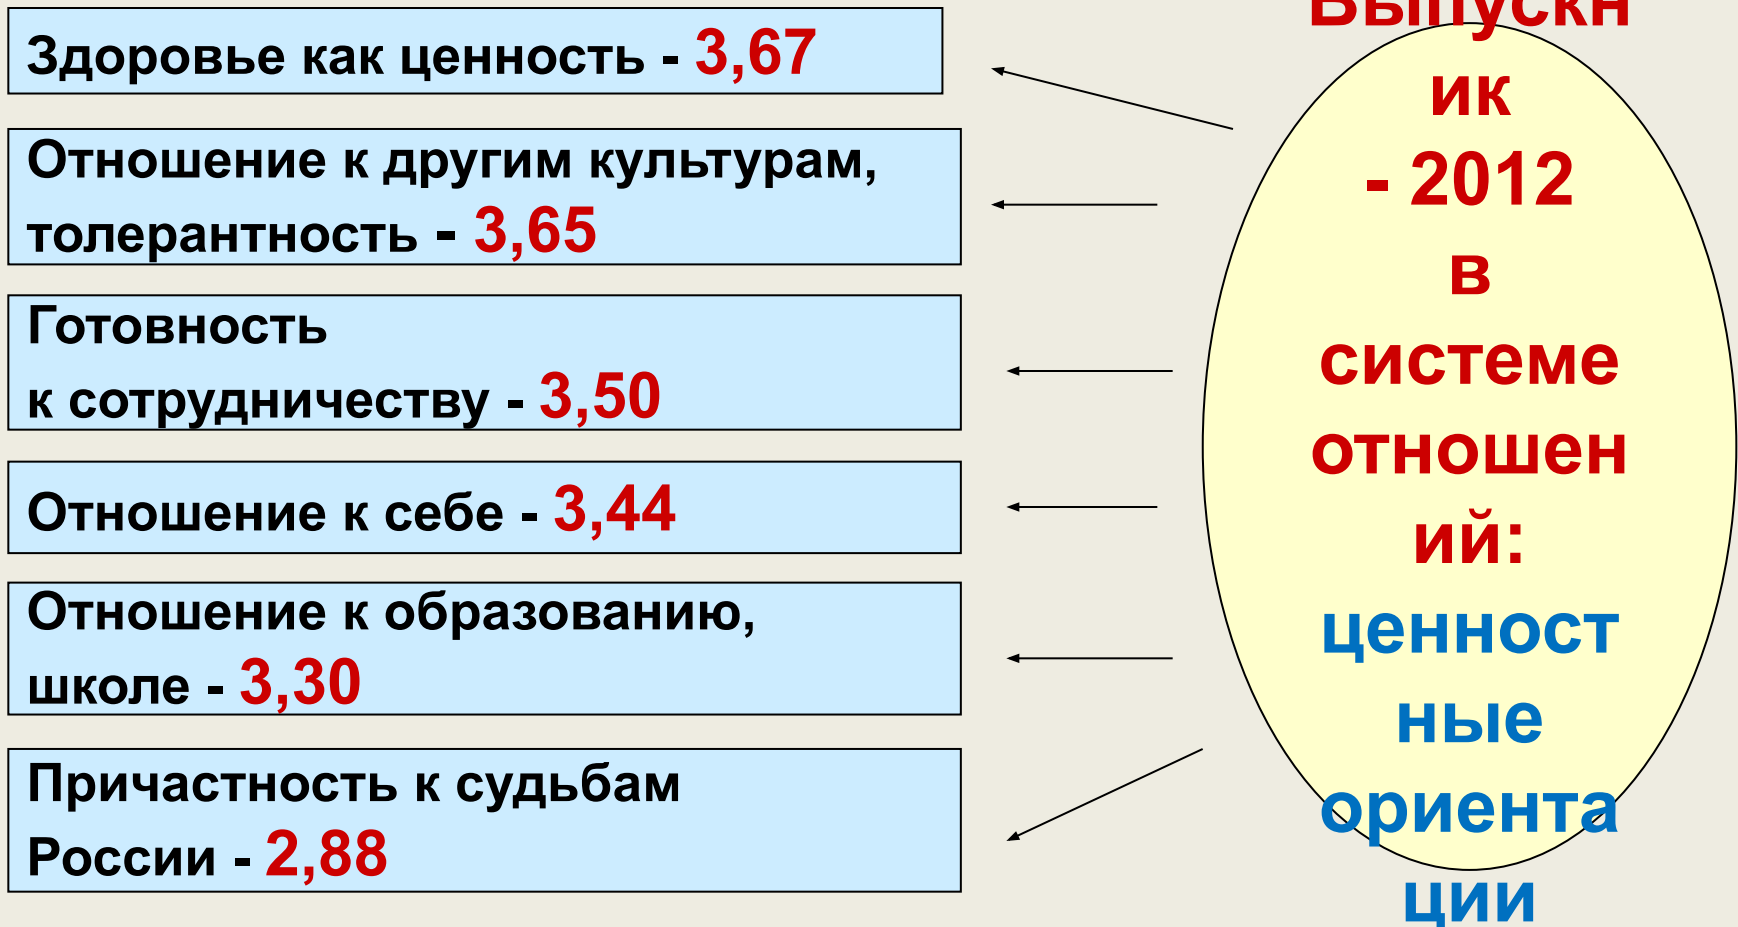 Здоровье как ценность - 3,67
Отношение к другим культурам,
толерантность - 3,65
Готовность
к сотрудничеству - 3,50
Отношение к себе - 3,44
Отношение к образованию,
школе - 3,30
Причастность к судьбам
России - 2,88
Выпускн
ик
- 2012
в
системе
отношен
ий:
ценност
ные
ориента
ции